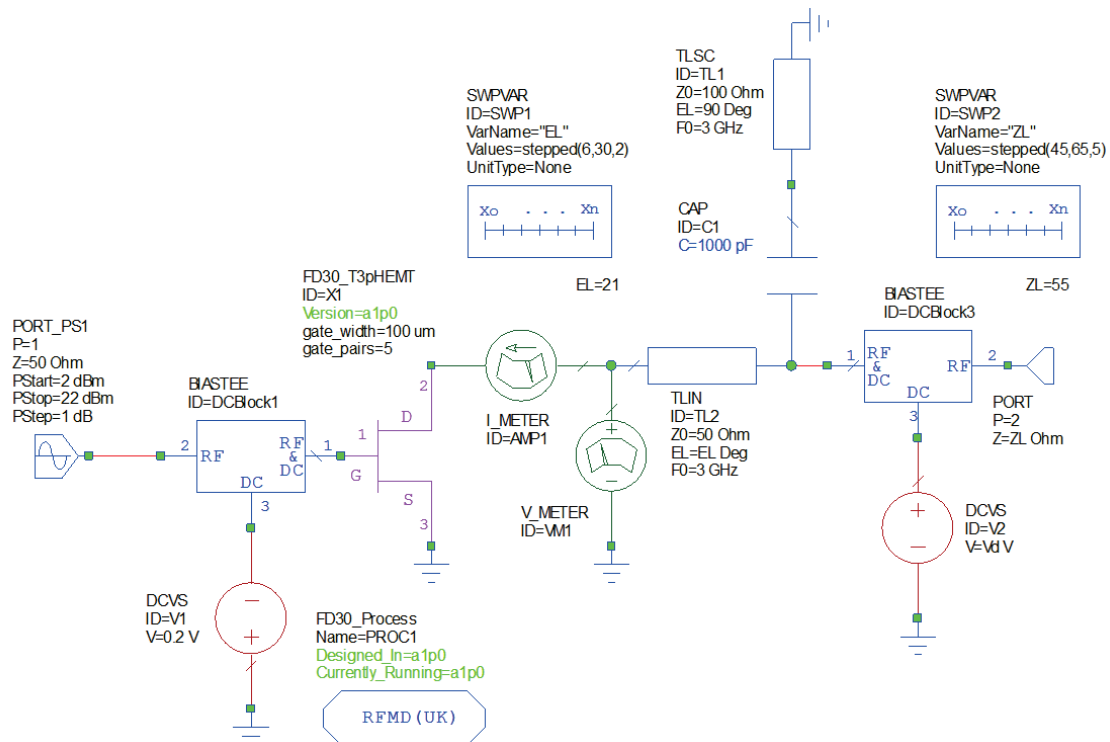 TLSC
ID=TL1
Z0=100 Ohm
EL=90 Deg
F0=3 GHz
SWPVAR
ID=SWP1
VarName="EL"
Values=stepped(6,30,2)
UnitType=None
Xo . . . Xn
EL=21
SWPVAR
ID=SWP2
VarName="ZL"
Values=stepped(45,65,5)
UnitType=None
Xo . . . Xn
ZL=55
CAP
ID=C1
C=1000 pF
FD30_T3pHEMT
ID=X1
Version=a1p0
gate_width=100 um
gate_pairs=5
PORT_PS1
P=1
Z=50 Ohm
PStart=2 dBm
PStop=22 dBm
PStep=1 dB
BIASTEE
ID=DCBlock1
2
RF
RF
&
DC
1
DC
3
1
G
2
D
S
3
I_METER
ID=AMP1
V_METER
ID=VM1
TLIN
ID=TL2
Z0=50 Ohm
EL=EL Deg
F0=3 GHz
BIASTEE
ID=DCBlock3
1
RF
&
DC
RF
2
DC
3
PORT
P=2
Z=ZL Ohm
DCVS
ID=V1
V=0.2 V
DCVS
ID=V2
V=Vd V
FD30_Process
Name=PROC1
Designed_In=a1p0
Currently_Running=a1p0
RFMD(UK)